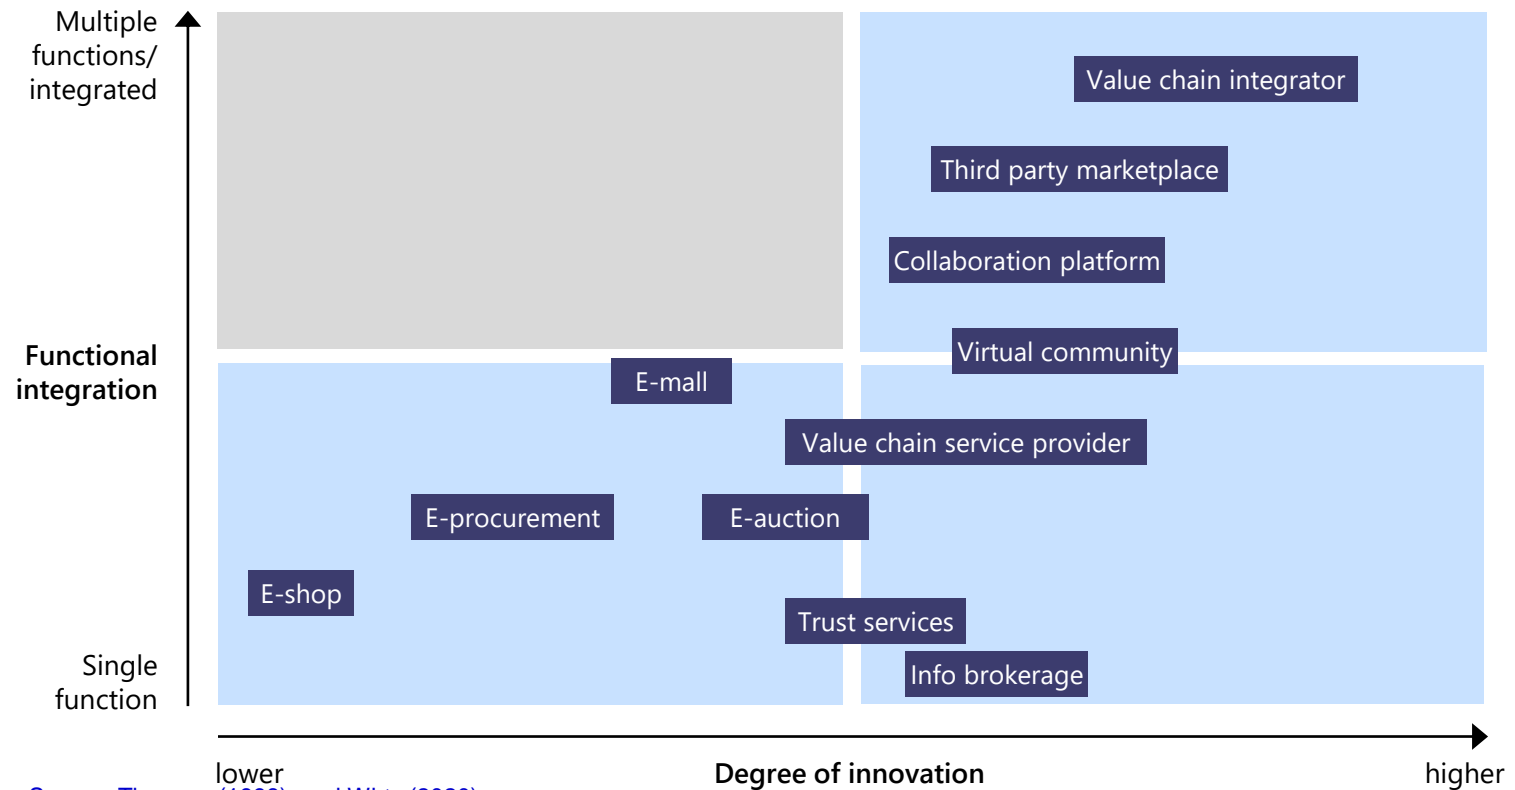 Multiple
functions/
integrated
Value chain integrator
Third party marketplace
Collaboration platform
Functional
integration
Virtual community
E-mall
Value chain service provider
E-procurement
E-auction
E-shop
Trust services
Info brokerage
Single
function
lower
Degree of innovation
higher